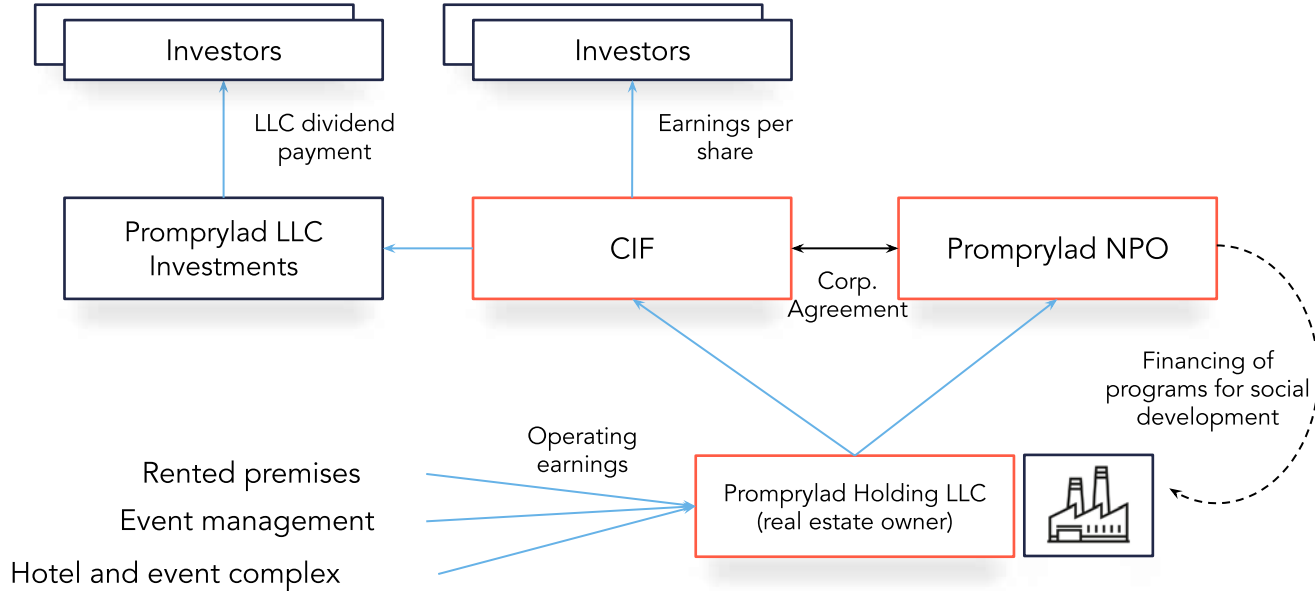 Investors
Investors
LLC dividend
payment
Earnings per
share
Promprylad LLC
Investments
CIF
Promprylad NPO
Corp.
Agreement
Financing of
programs for social
development
Operating
earnings
Rented premises
Event management
Hotel and event complex
Promprylad Holding LLC
(real estate owner)